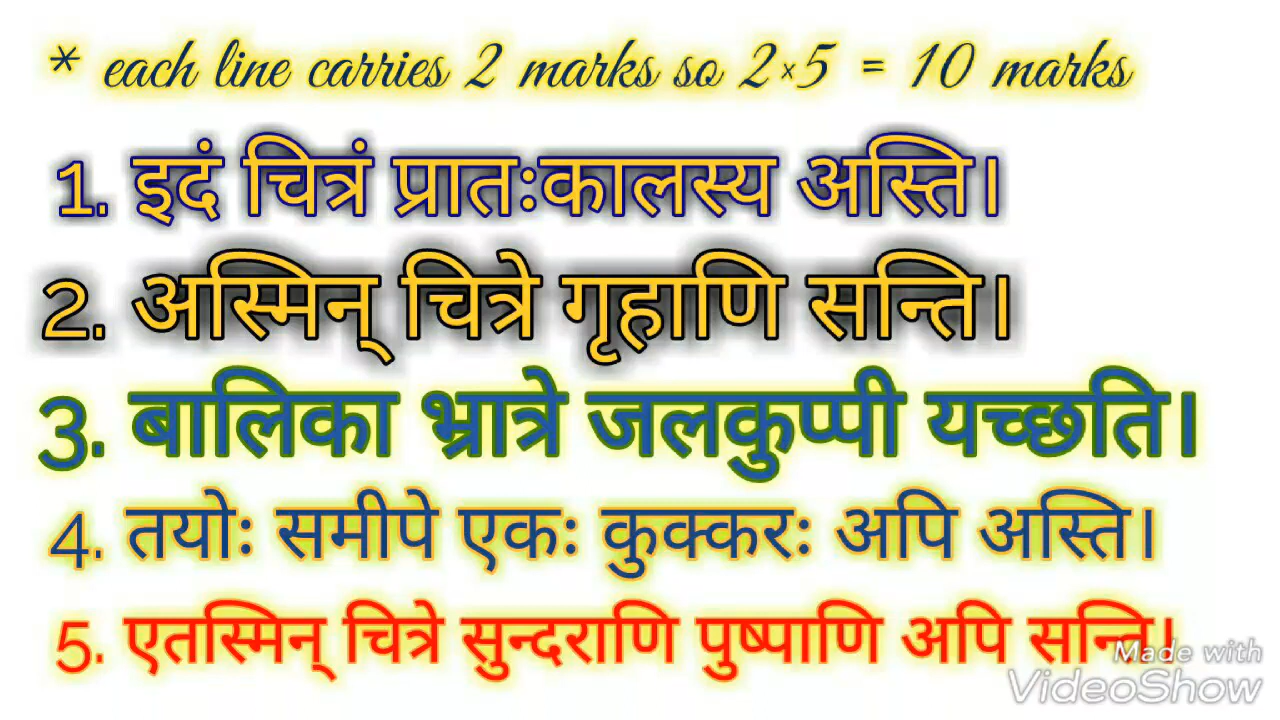 * each line carries 2 marks so 2×5 = 10 marks
1. इदं चित्रं प्रातःकालस्य अस्ति।
2. अस्मिन् चित्रे गृहाणि सन्ति।
3. बालिका भ्रात्रे जलकुप्पी यच्छति।
4. तयोः समीपे एकः कुक्करः अपि अस्ति।
5. एतस्मिन् चित्रे सुन्दराणि पुष्पाणि अपि सन्ति।
Made with
VideoShow